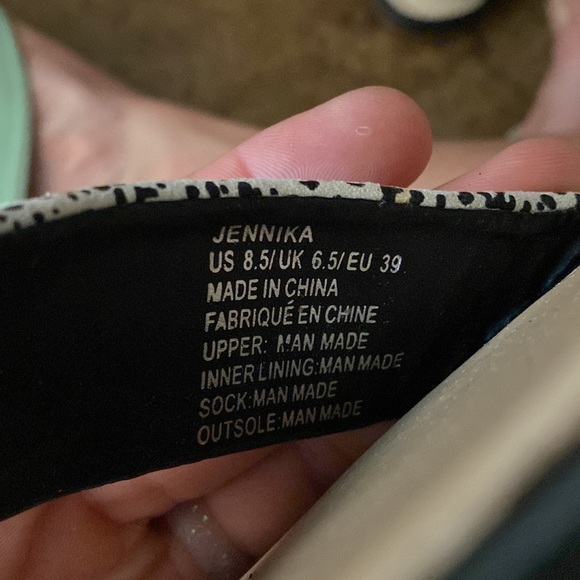 JENNIKA
US 8.5/UK 6.5/EU 39
MADE IN CHINA
FABRIQUÉ EN CHINE
UPPER: MAN MADE
INNER LINING:MAN MADE
SOCK:MAN MADE
OUTSOLE:MAN MADE